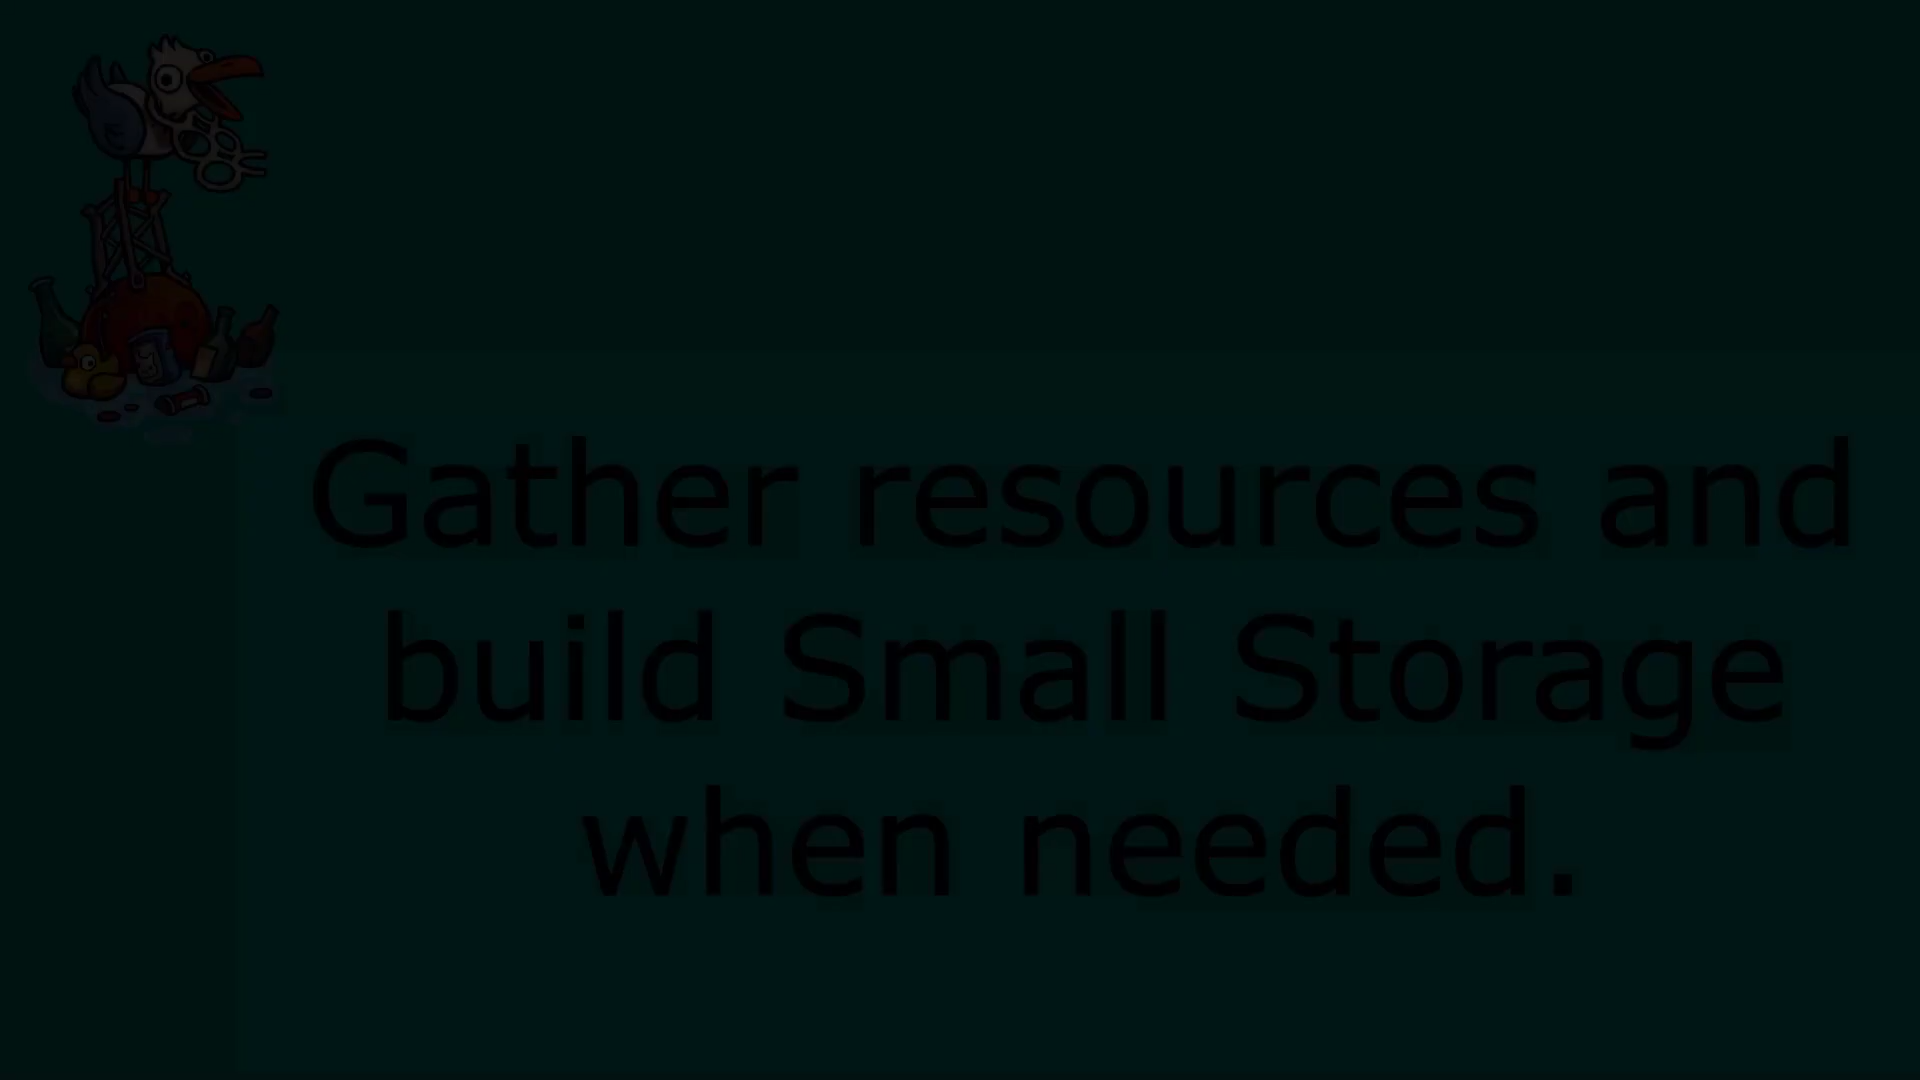 Gather resources and
build Small Storage
when needed.